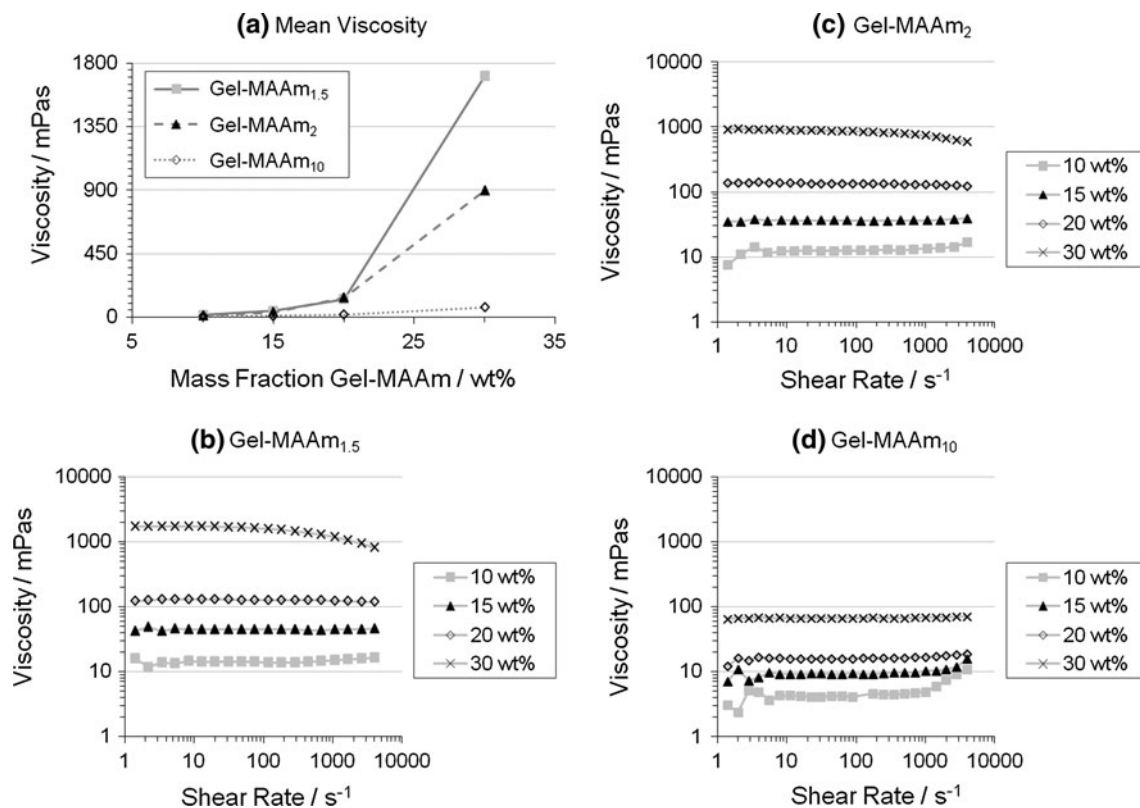 (a) Mean Viscosity
Viscosity / mPas
1800
1350
900
450
0
Gel-MAAm1.5
Gel-MAAm2
Gel-MAAm10
5
15
25
35
Mass Fraction Gel-MAAm / wt%
(c) Gel-MAAm2
Viscosity / mPas
10000
1000
100
10
1
1
10
100
1000
10000
Shear Rate / s-1
10 wt%
15 wt%
20 wt%
30 wt%
(b) Gel-MAAm1.5
Viscosity / mPas
10000
1000
100
10
1
1
10
100
1000
10000
Shear Rate / s-1
10 wt%
15 wt%
20 wt%
30 wt%
(d) Gel-MAAm10
Viscosity / mPas
10000
1000
100
10
1
1
10
100
1000
10000
Shear Rate / s-1
10 wt%
15 wt%
20 wt%
30 wt%